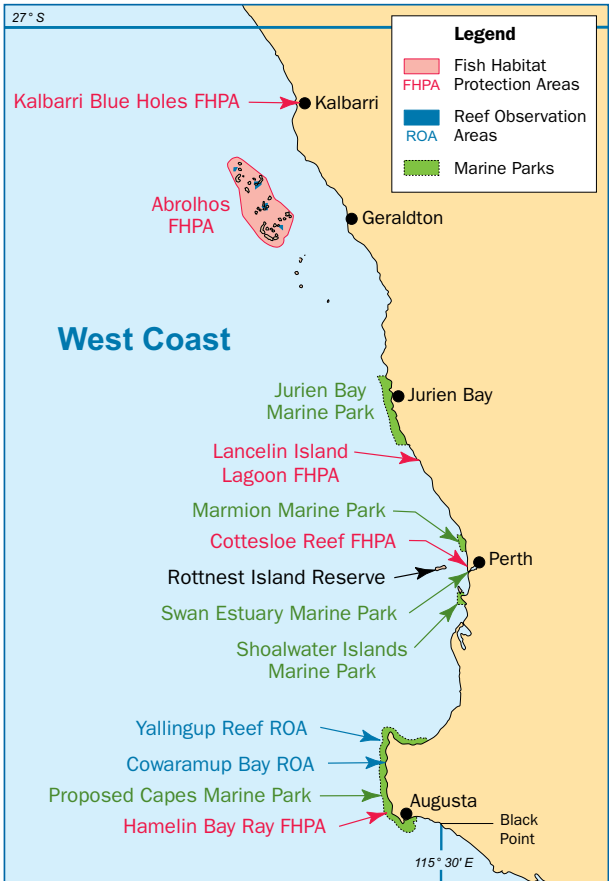 27° S
Legend
Fish Habitat
FHPA Protection Areas
Reef Observation
ROA Areas
Marine Parks
Kalbarri Blue Holes FHPA
Kalbarri
Abrolhos
FHPA
Geraldton
West Coast
Jurien Bay
Marine Park
Jurien Bay
Lancelin Island
Lagoon FHPA
Marmion Marine Park
Cottesloe Reef FHPA
Perth
Rottnest Island Reserve
Swan Estuary Marine Park
Shoalwater Islands
Marine Park
Yallingup Reef ROA
Cowaramup Bay ROA
Proposed Capes Marine Park
Augusta
Hamelin Bay Ray FHPA
Black
Point
115° 30' E